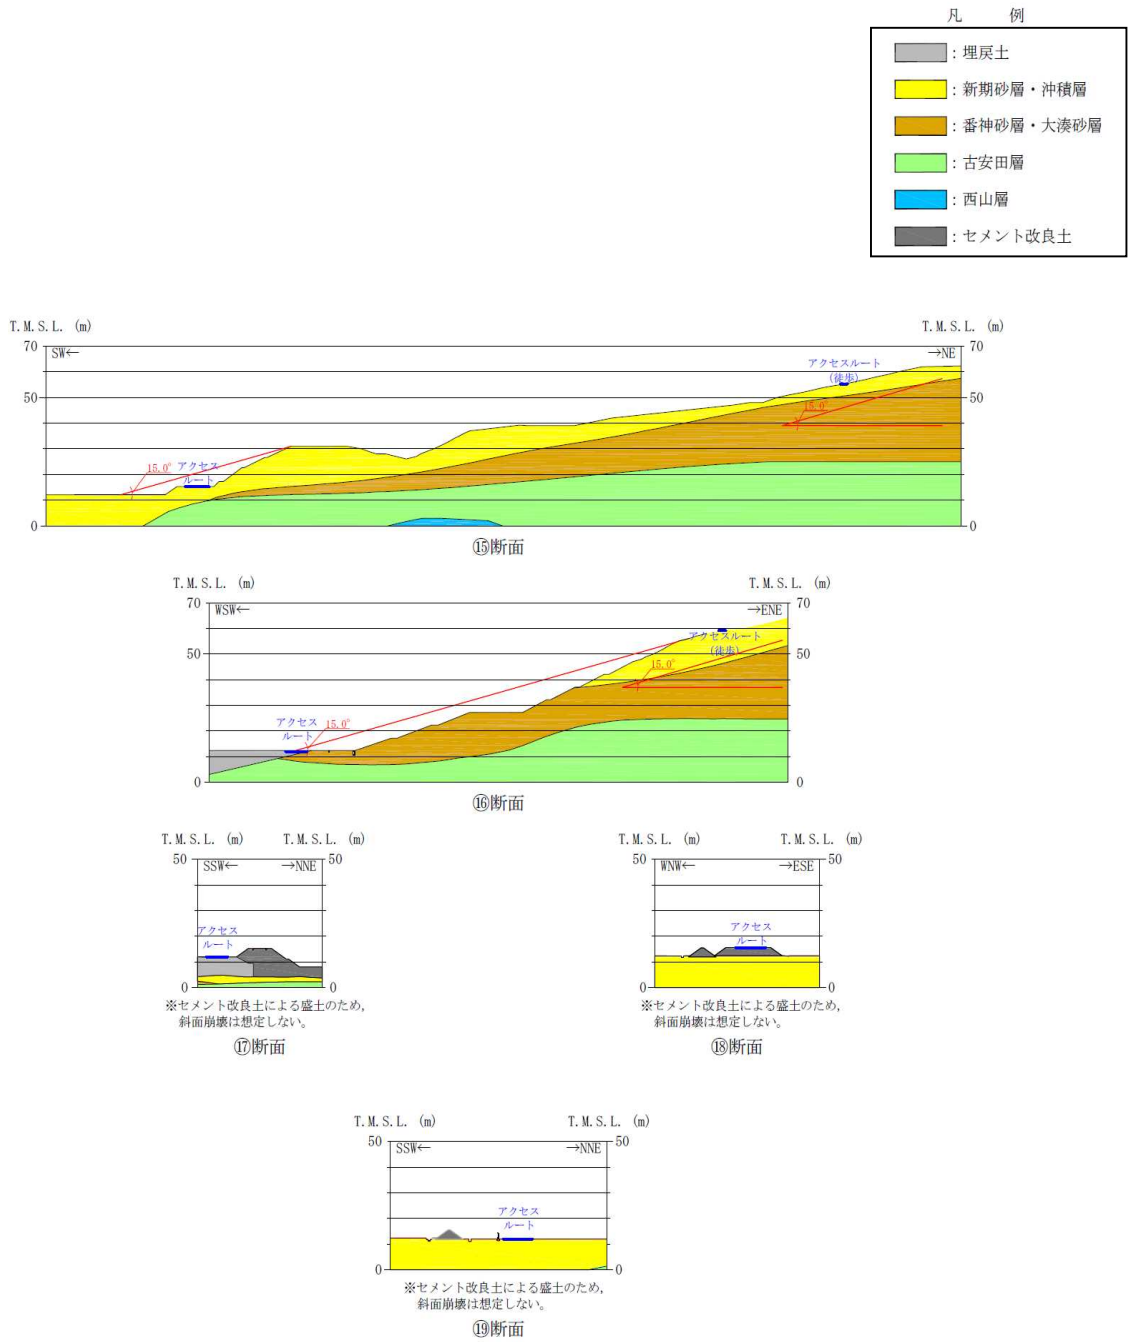 凡 例
：埋戻土
：新期砂層・沖積層
：番神砂層・大湊砂層
：古安田層
：西山層
：セメント改良土
T.M.S.L. (m) T.M.S.L. (m)
70 SW← →NE 70
アクセスルート
(徒歩)
50 50
15.0°
15.0° アクセス
ルート
0 0
⑮断面
T.M.S.L. (m) T.M.S.L. (m)
70 WSW← →ENE 70
アクセスルート
(徒歩)
50 50
15.0°
アクセス
ルート
15.0°
0 0
⑯断面
T.M.S.L. (m) T.M.S.L. (m)
50 SSW← →NNE 50
アクセス
ルート
0 0
※セメント改良土による盛土のため，
斜面崩壊は想定しない。
⑰断面
T.M.S.L. (m) T.M.S.L. (m)
50 WNW← →ESE 50
アクセス
ルート
0 0
※セメント改良土による盛土のため，
斜面崩壊は想定しない。
⑱断面
T.M.S.L. (m) T.M.S.L. (m)
50 SSW← →NNE 50
アクセス
ルート
0 0
※セメント改良土による盛土のため，
斜面崩壊は想定しない。
⑲断面